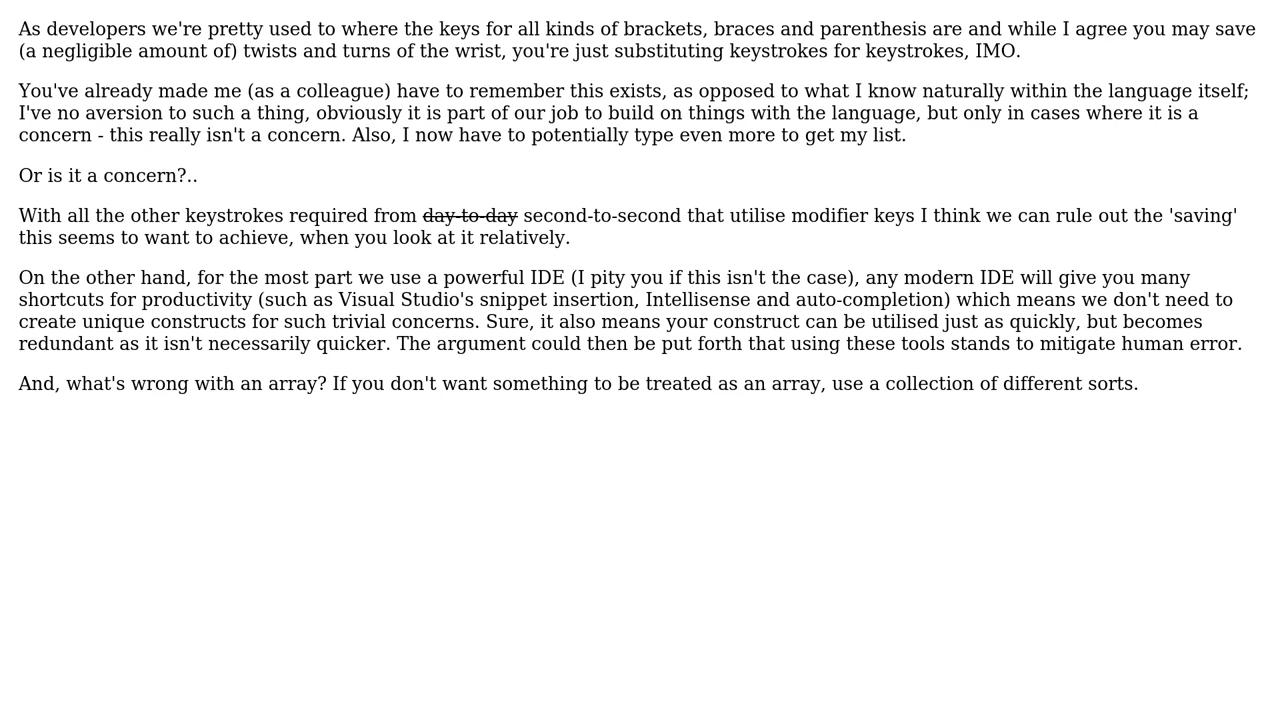 As developers we're pretty used to where the keys for all kinds of brackets, braces and parenthesis are and while I agree you may save
(a negligible amount of) twists and turns of the wrist, you're just substituting keystrokes for keystrokes, IMO.
You've already made me (as a colleague) have to remember this exists, as opposed to what I know naturally within the language itself;
I've no aversion to such a thing, obviously it is part of our job to build on things with the language, but only in cases where it is a
concern - this really isn't a concern. Also, I now have to potentially type even more to get my list.
Or is it a concern?..
With all the other keystrokes required from day-to-day second-to-second that utilise modifier keys I think we can rule out the 'saving'
this seems to want to achieve, when you look at it relatively.
On the other hand, for the most part we use a powerful IDE (I pity you if this isn't the case), any modern IDE will give you many
shortcuts for productivity (such as Visual Studio's snippet insertion, Intellisense and auto-completion) which means we don't need to
create unique constructs for such trivial concerns. Sure, it also means your construct can be utilised just as quickly, but becomes
redundant as it isn't necessarily quicker. The argument could then be put forth that using these tools stands to mitigate human error.
And, what's wrong with an array? If you don't want something to be treated as an array, use a collection of different sorts.